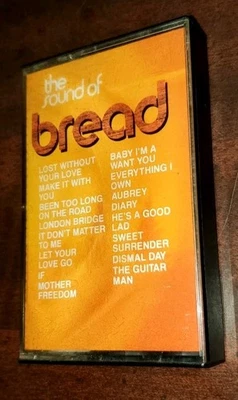 the
sound of
bread
LOST WITHOUT
YOUR LOVE
MAKE IT WITH
YOU
BEEN TOO LONG
ON THE ROAD
LONDON BRIDGE
IT DON'T MATTER
TO ME
LET YOUR
LOVE GO
IF
MOTHER
FREEDOM
BABY I'M A
WANT YOU
EVERYTHING I
OWN
AUBREY
DIARY
HE'S A GOOD
LAD
SWEET
SURRENDER
DISMAL DAY
THE GUITAR
MAN